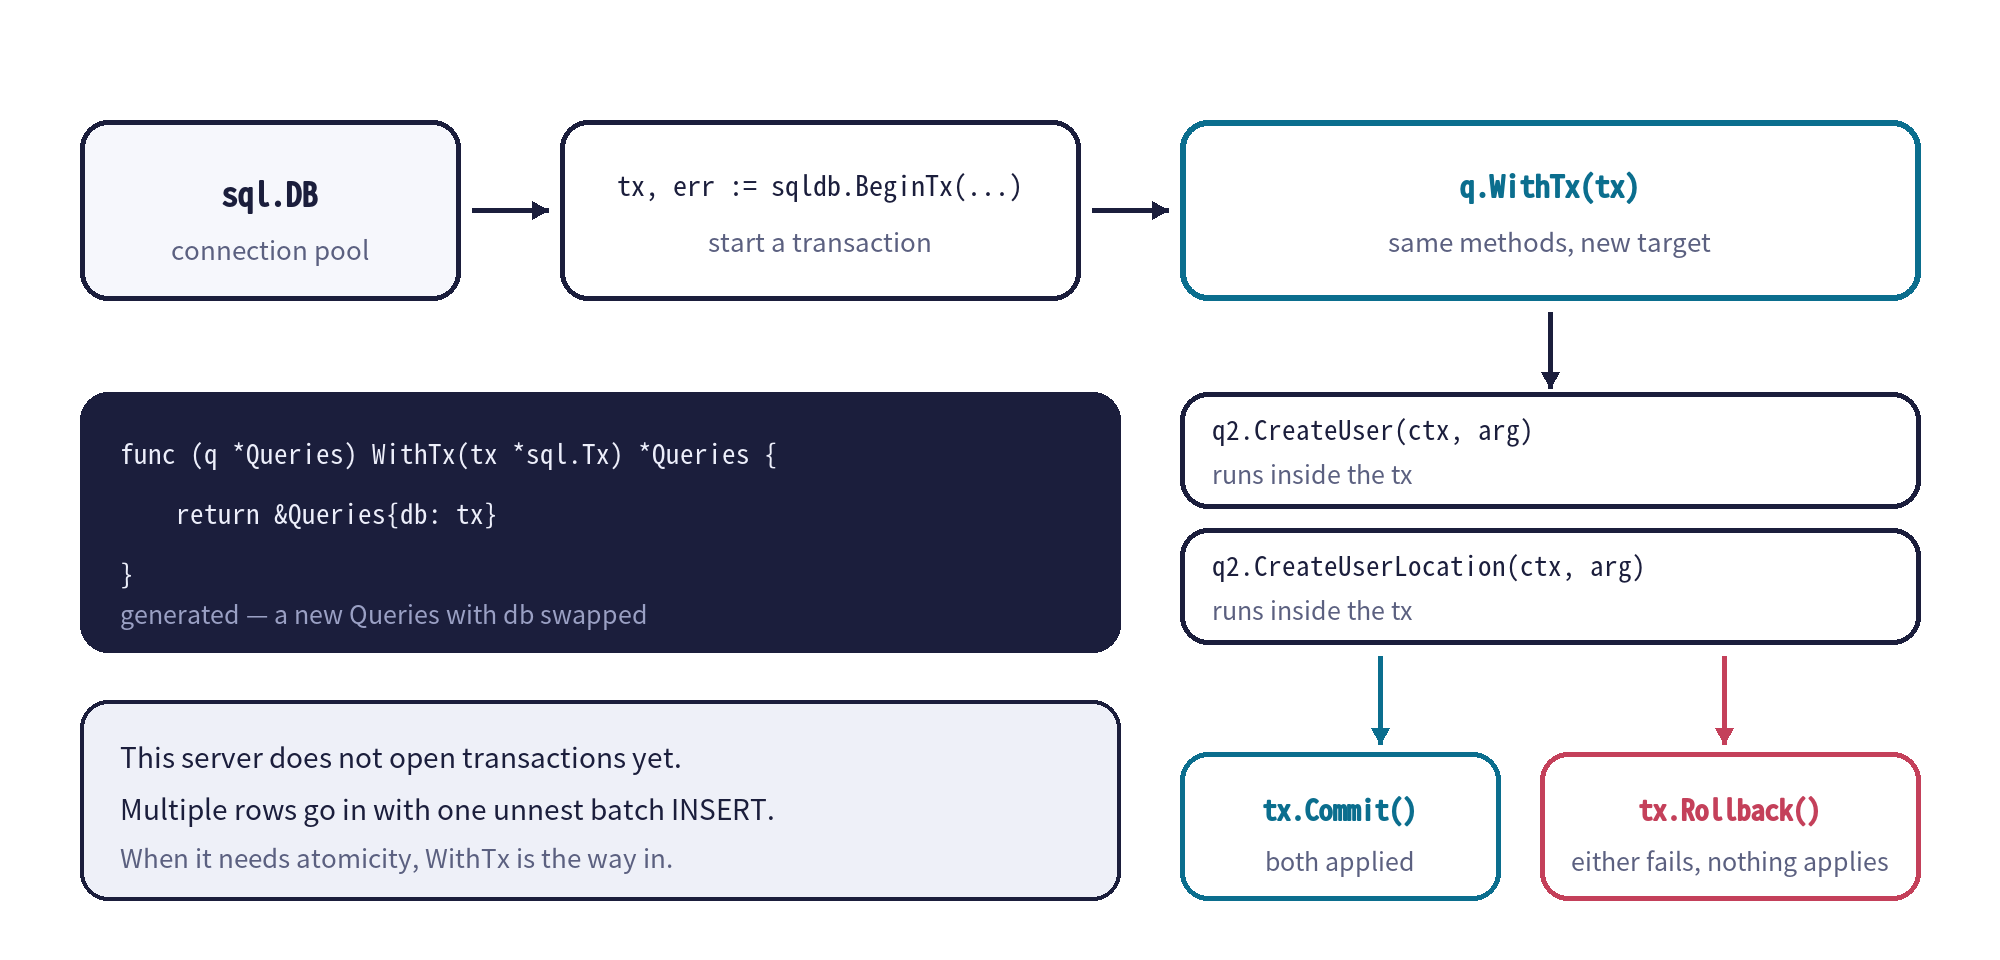 sql.DB
connection pool
tx, err := sqldb.BeginTx(...)
start a transaction
q.WithTx(tx)
same methods, new target
func (q *Queries) WithTx(tx *sql.Tx) *Queries {
    return &Queries{db: tx}
}
generated — a new Queries with db swapped
q2.CreateUser(ctx, arg)
runs inside the tx
q2.CreateUserLocation(ctx, arg)
runs inside the tx
This server does not open transactions yet.
Multiple rows go in with one unnest batch INSERT.
When it needs atomicity, WithTx is the way in.
tx.Commit()
both applied
tx.Rollback()
either fails, nothing applies